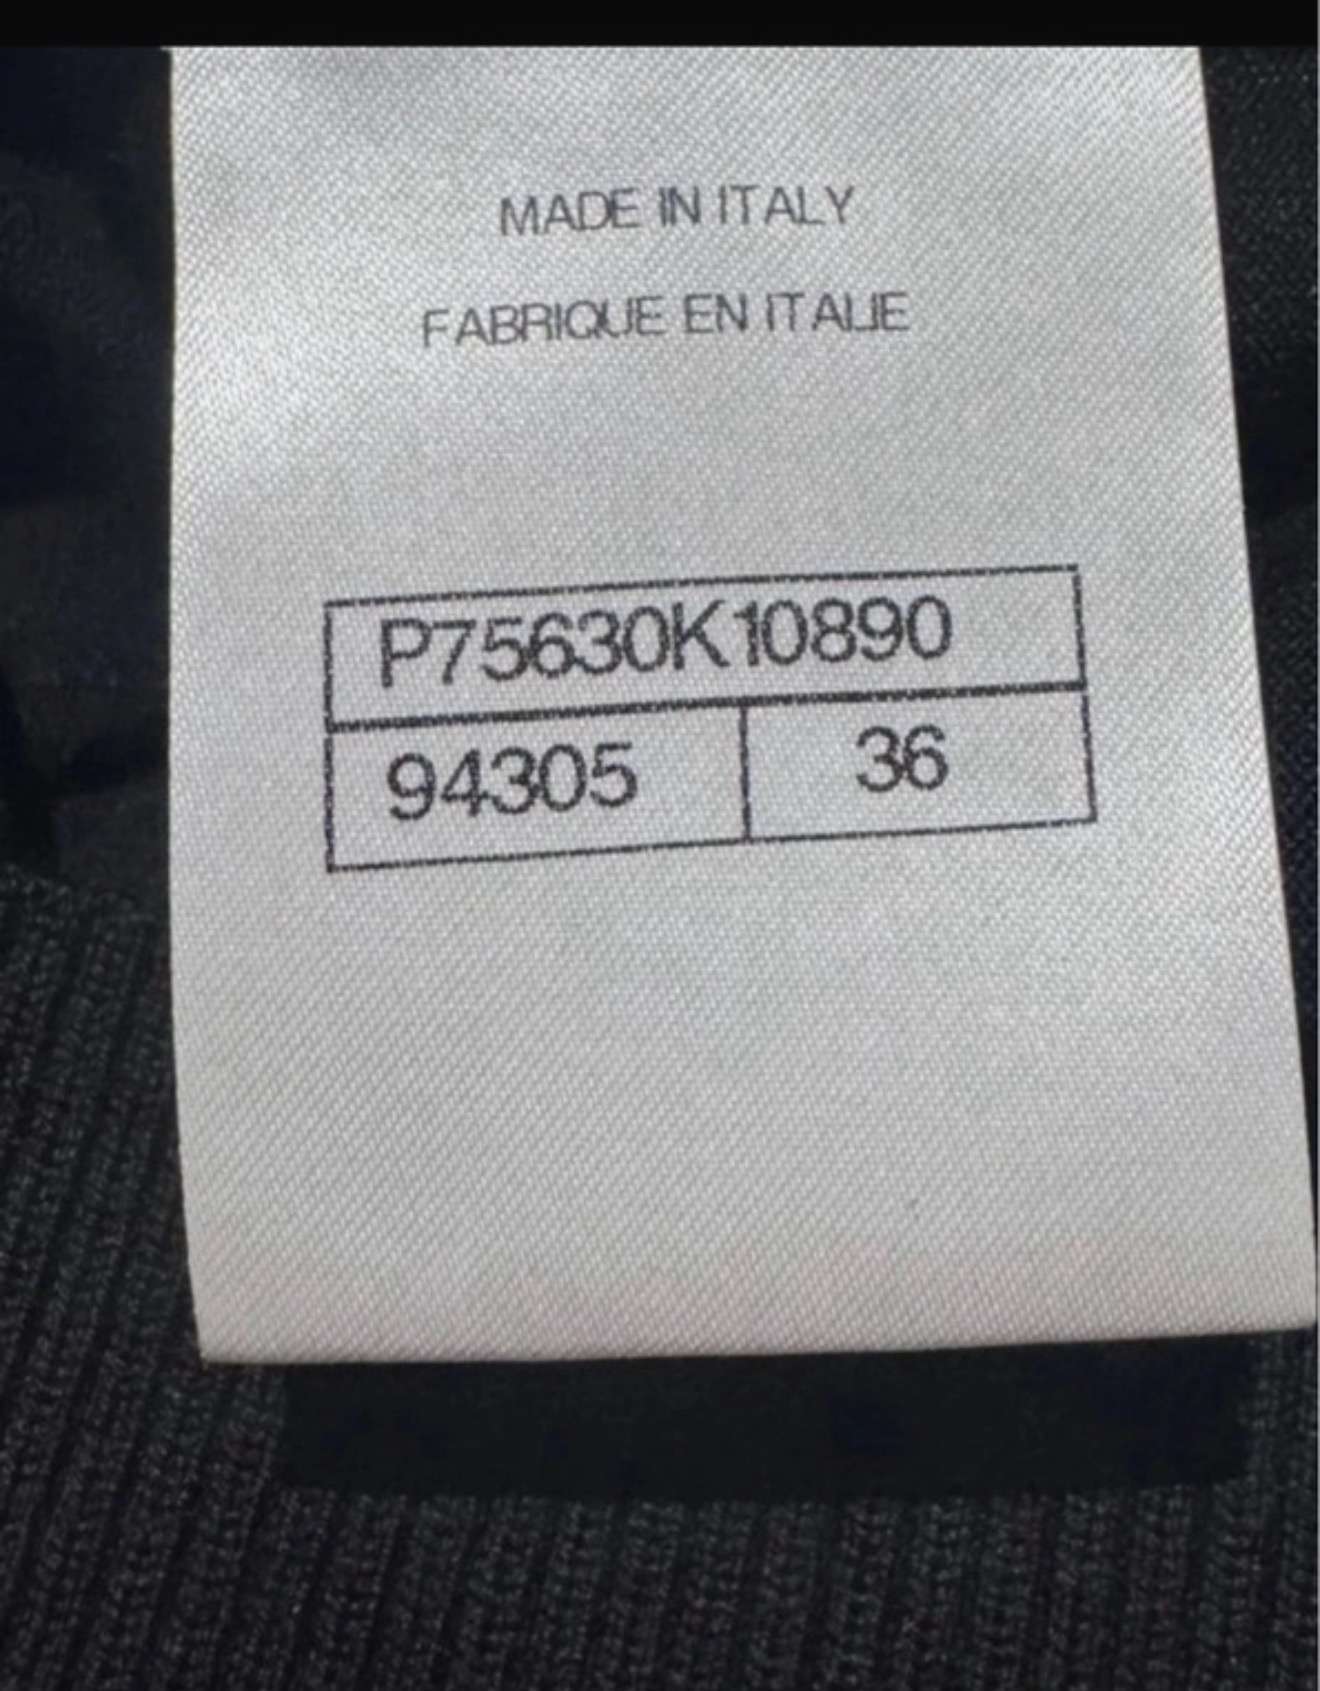 MADE IN ITALY
FABRIQUE EN ITALIE
P75630K10890
94305 36